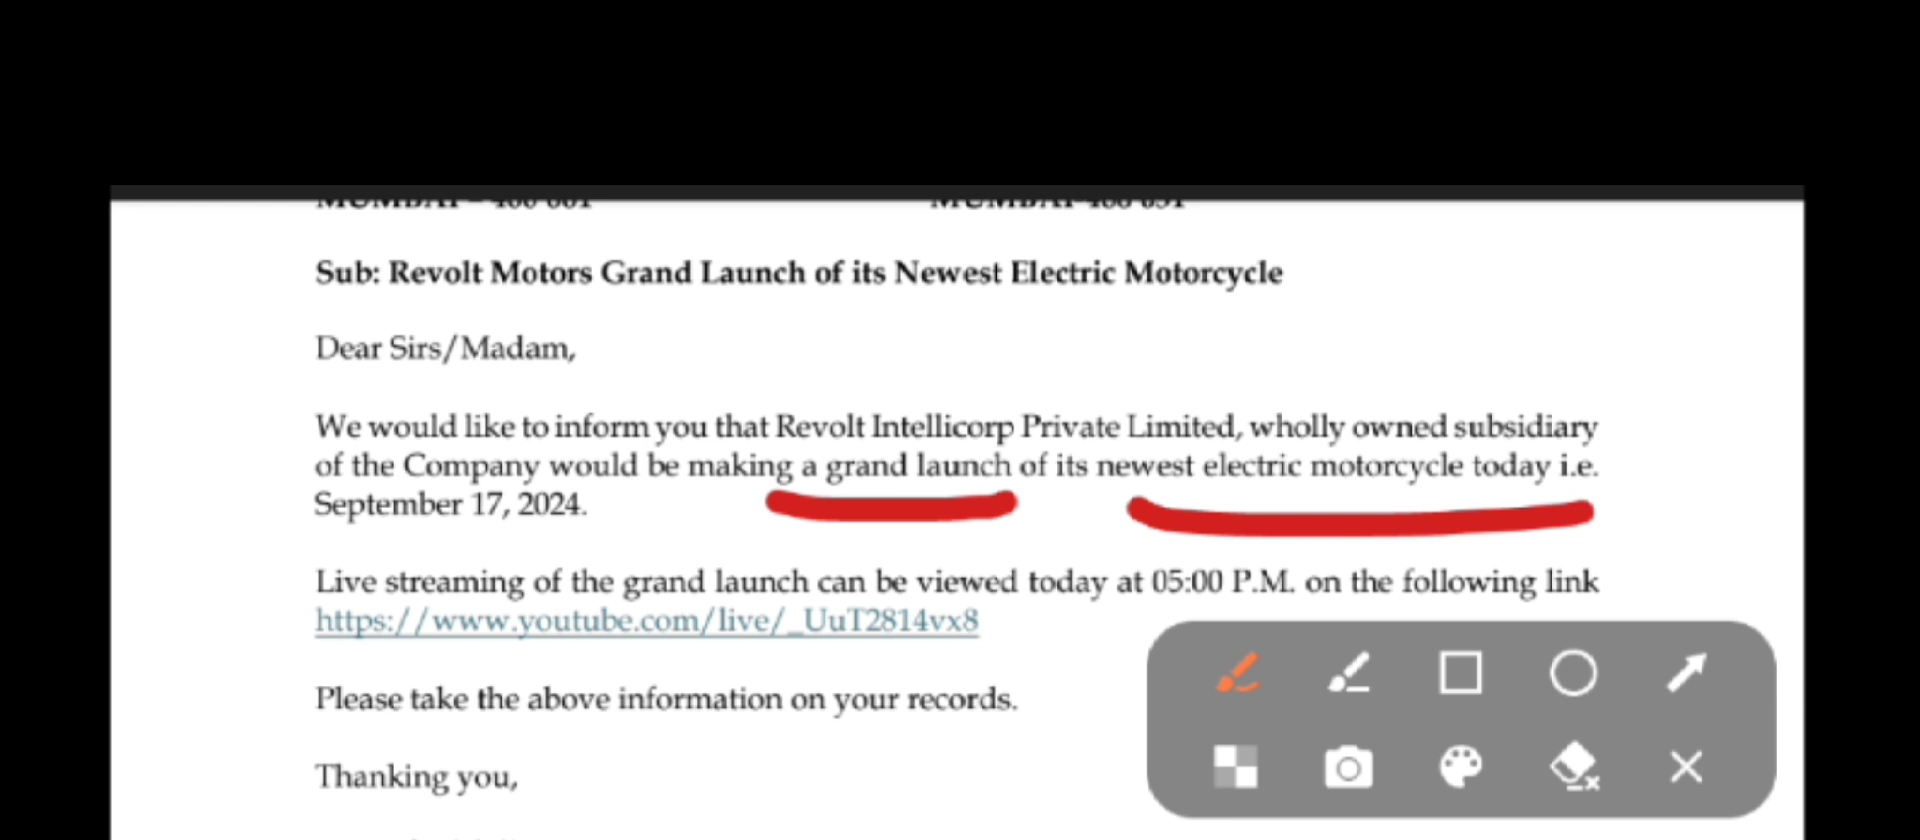 Sub: Revolt Motors Grand Launch of its Newest Electric Motorcycle
Dear Sirs/Madam,
We would like to inform you that Revolt Intellicorp Private Limited, wholly owned subsidiary
of the Company would be making a grand launch of its newest electric motorcycle today i.e.
September 17, 2024.
Live streaming of the grand launch can be viewed today at 05:00 P.M. on the following link
https://www.youtube.com/live/_UuT2814vx8
Please take the above information on your records.
Thanking you,